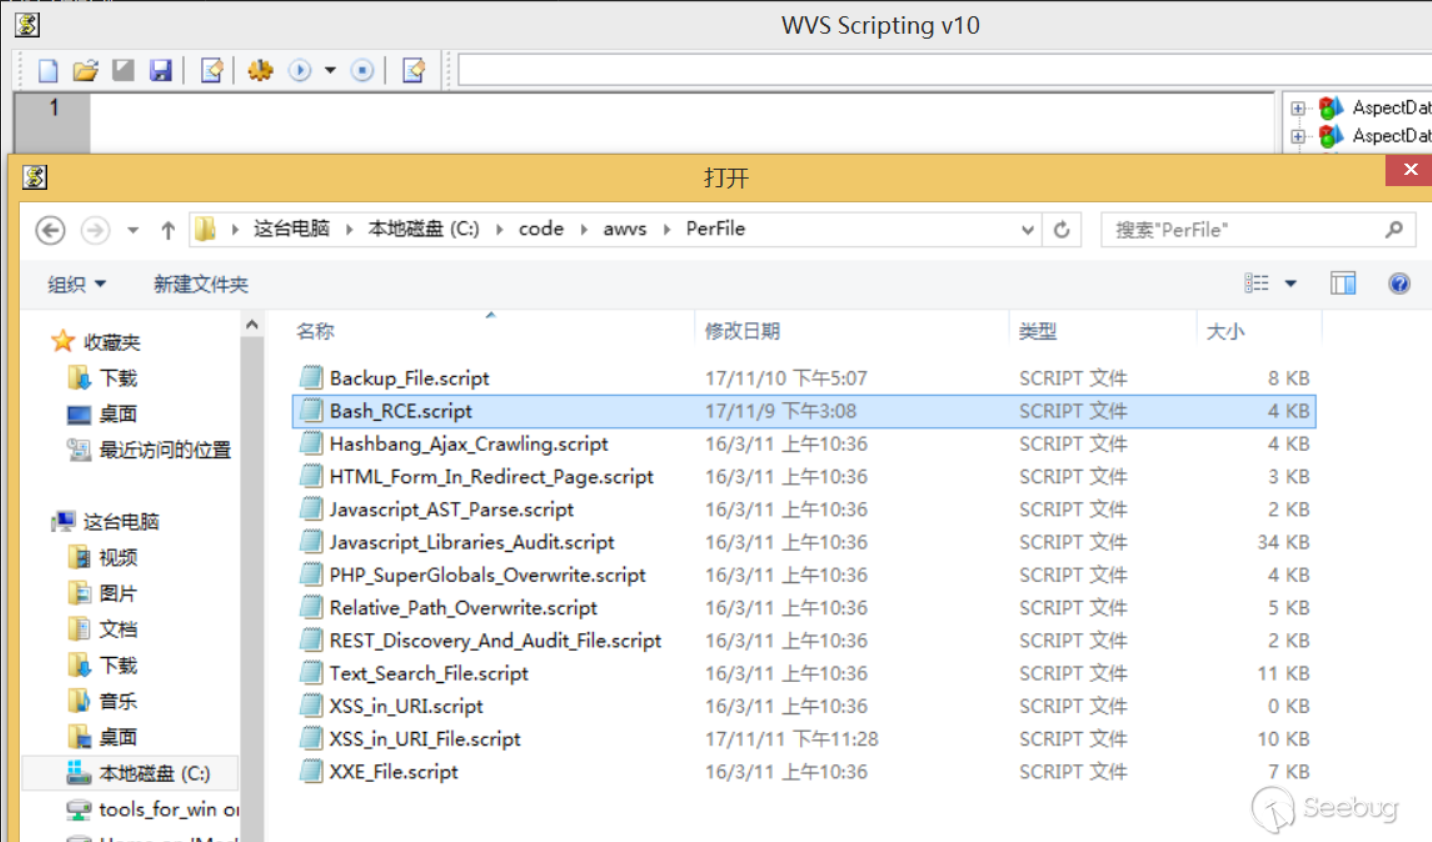 WVS Scripting v10
1
AspectDat
AspectDat
打开
这台电脑 本地磁盘 (C:) code awvs PerFile
搜索"PerFile"
组织 新建文件夹
名称 修改日期 类型 大小
收藏夹
下载
桌面
最近访问的位置
这台电脑
视频
图片
文档
下载
音乐
桌面
本地磁盘 (C:)
tools_for_win or
Backup_File.script 17/11/10 下午5:07 SCRIPT 文件 8 KB
Bash_RCE.script 17/11/9 下午3:08 SCRIPT 文件 4 KB
Hashbang_Ajax_Crawling.script 16/3/11 上午10:36 SCRIPT 文件 4 KB
HTML_Form_In_Redirect_Page.script 16/3/11 上午10:36 SCRIPT 文件 3 KB
Javascript_AST_Parse.script 16/3/11 上午10:36 SCRIPT 文件 2 KB
Javascript_Libraries_Audit.script 16/3/11 上午10:36 SCRIPT 文件 34 KB
PHP_SuperGlobals_Overwrite.script 16/3/11 上午10:36 SCRIPT 文件 4 KB
Relative_Path_Overwrite.script 16/3/11 上午10:36 SCRIPT 文件 5 KB
REST_Discovery_And_Audit_File.script 16/3/11 上午10:36 SCRIPT 文件 2 KB
Text_Search_File.script 16/3/11 上午10:36 SCRIPT 文件 11 KB
XSS_in_URI.script 16/3/11 上午10:36 SCRIPT 文件 0 KB
XSS_in_URI_File.script 17/11/11 下午11:28 SCRIPT 文件 10 KB
XXE_File.script 16/3/11 上午10:36 SCRIPT 文件 7 KB
Seebug